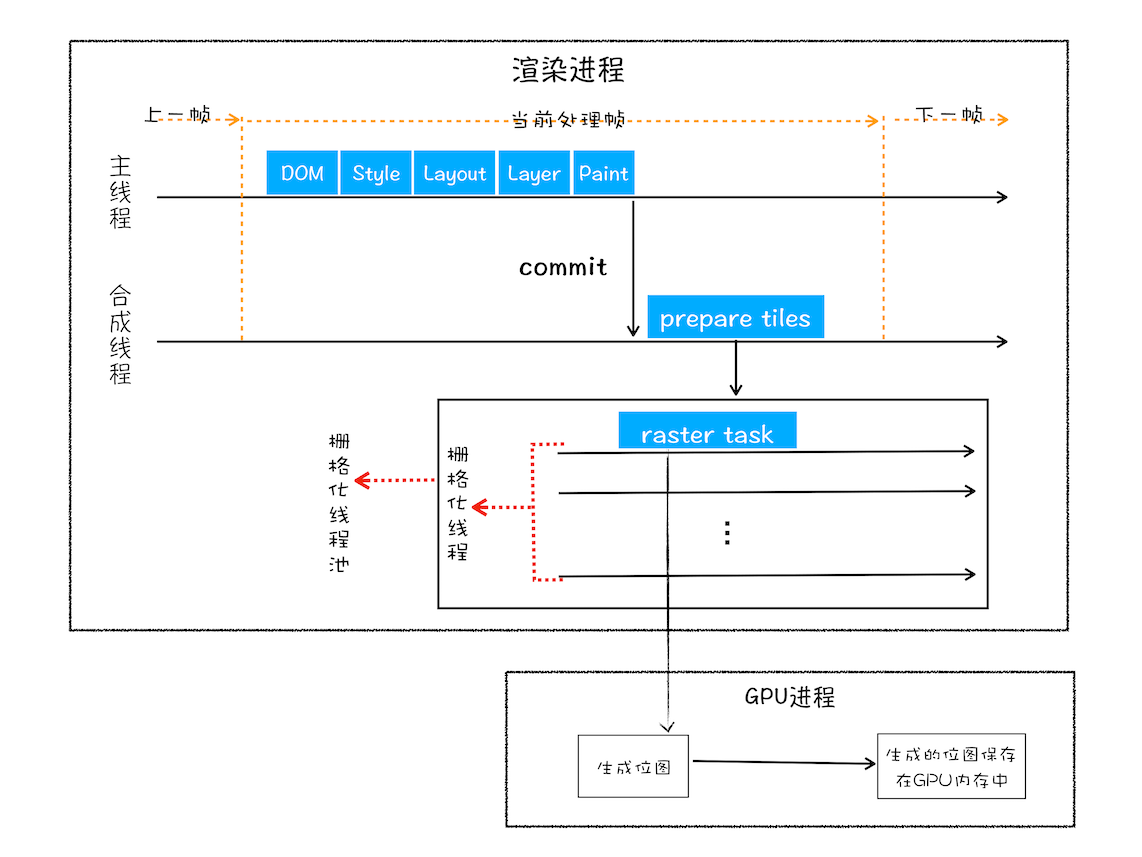 渲染进程
上一帧
当前处理帧
下一帧
主线程
DOM
Style
Layout
Layer
Paint
commit
合成线程
prepare tiles
raster task
栅格化线程池
栅格化线程
⋮
GPU进程
生成位图
生成的位图保存
在GPU内存中